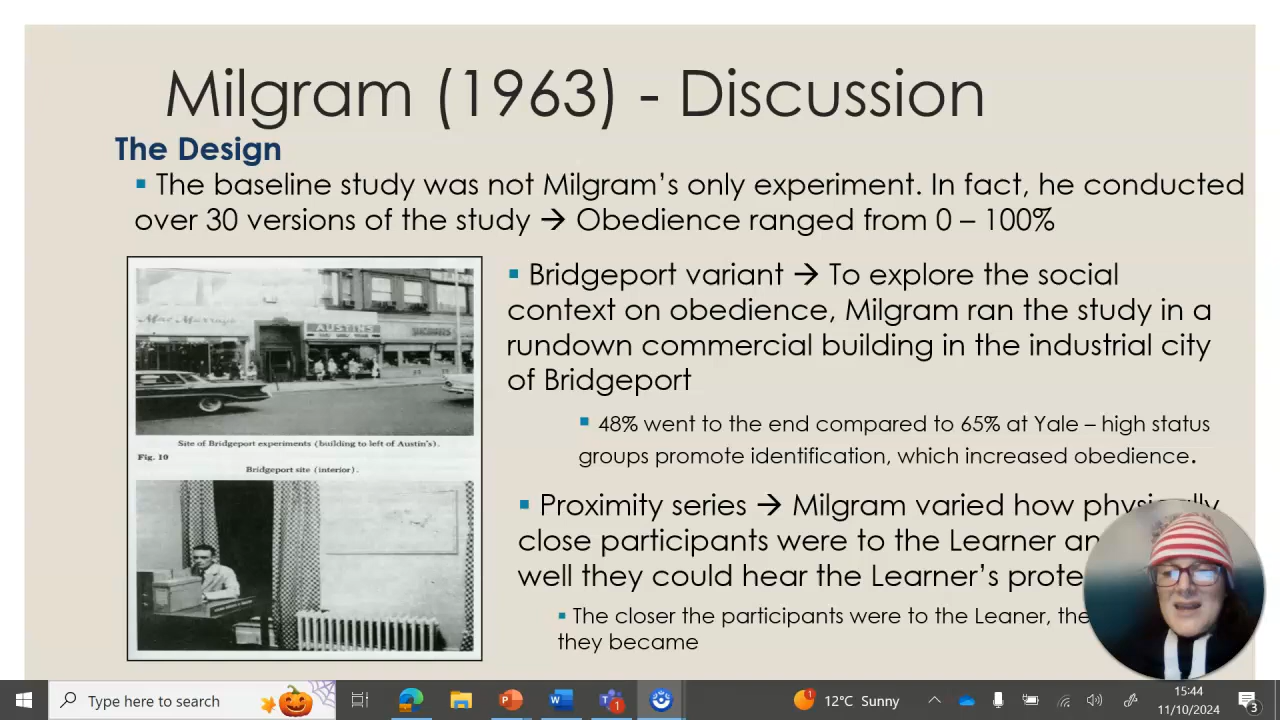 Milgram (1963) - Discussion
The Design
▪ The baseline study was not Milgram's only experiment. In fact, he conducted
over 30 versions of the study → Obedience ranged from 0 – 100%
AUSTINS
Site of Bridgeport experiments (building to left of Austin's).
Fig. 10
Bridgeport site (interior).
▪ Bridgeport variant → To explore the social
context on obedience, Milgram ran the study in a
rundown commercial building in the industrial city
of Bridgeport
▪ 48% went to the end compared to 65% at Yale – high status
groups promote identification, which increased obedience.
▪ Proximity series → Milgram varied how physically
close participants were to the Learner an
well they could hear the Learner's prote
▪ The closer the participants were to the Leaner, the
they became
Type here to search
12°C Sunny
15:44
11/10/2024